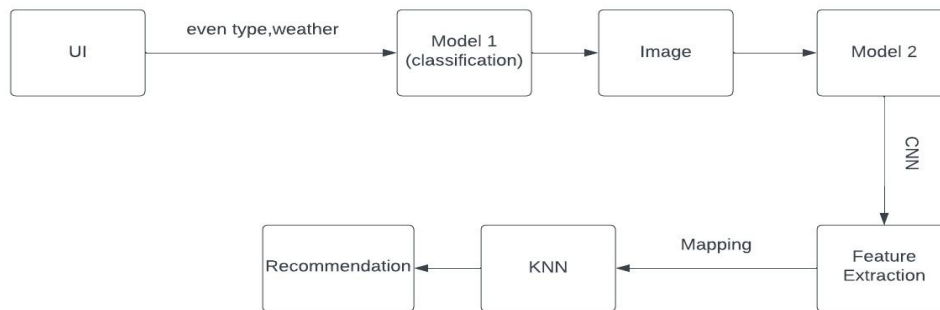 UI
even type,weather
Model 1
(classification)
Image
Model 2
CNN
Feature
Extraction
Mapping
KNN
Recommendation